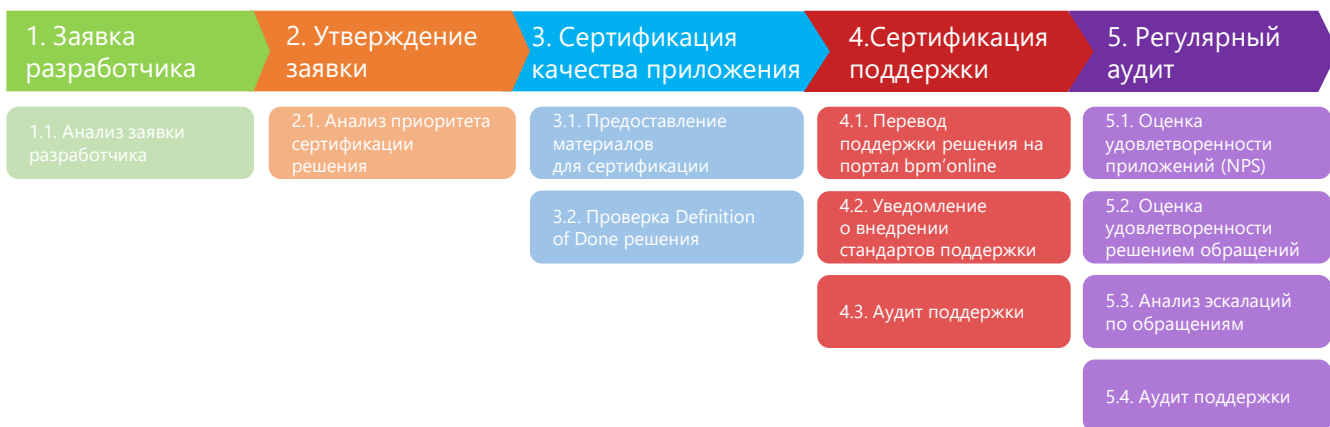 1. Заявка
разработчика
2. Утверждение
заявки
3. Сертификация
качества приложения
4.Сертификация
поддержки
5. Регулярный
аудит
1.1. Анализ заявки
разработчика
2.1. Анализ приоритета
сертификации
решения
3.1. Предоставление
материалов
для сертификации
3.2. Проверка Definition
of Done решения
4.1. Перевод
поддержки решения на
портал bpm’online
4.2. Уведомление
о внедрении
стандартов поддержки
4.3. Аудит поддержки
5.1. Оценка
удовлетворенности
приложений (NPS)
5.2. Оценка
удовлетворенности
решением обращений
5.3. Анализ эскалаций
по обращениям
5.4. Аудит поддержки